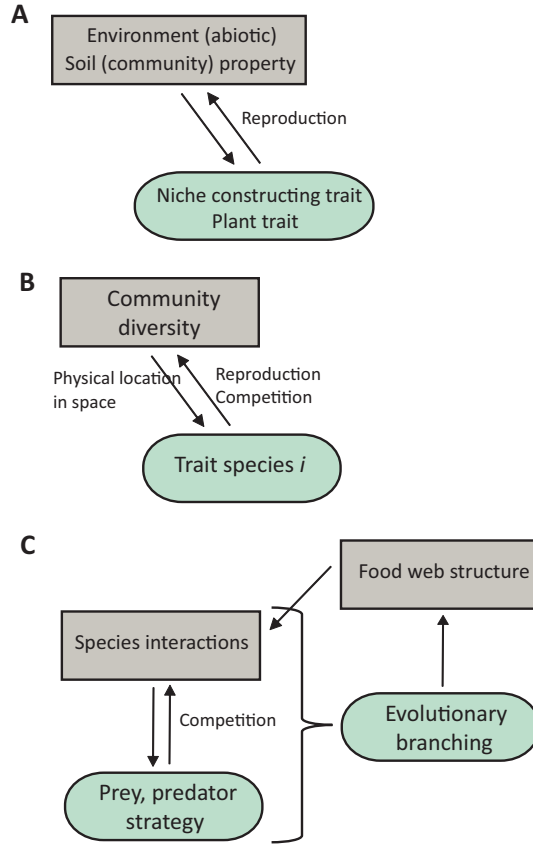 A
Environment (abiotic)
Soil (community) property
Reproduction
Niche constructing trait
Plant trait
B
Community
diversity
Physical location
in space
Reproduction
Competition
Trait species i
C
Food web structure
Species interactions
Competition
Evolutionary
branching
Prey, predator
strategy